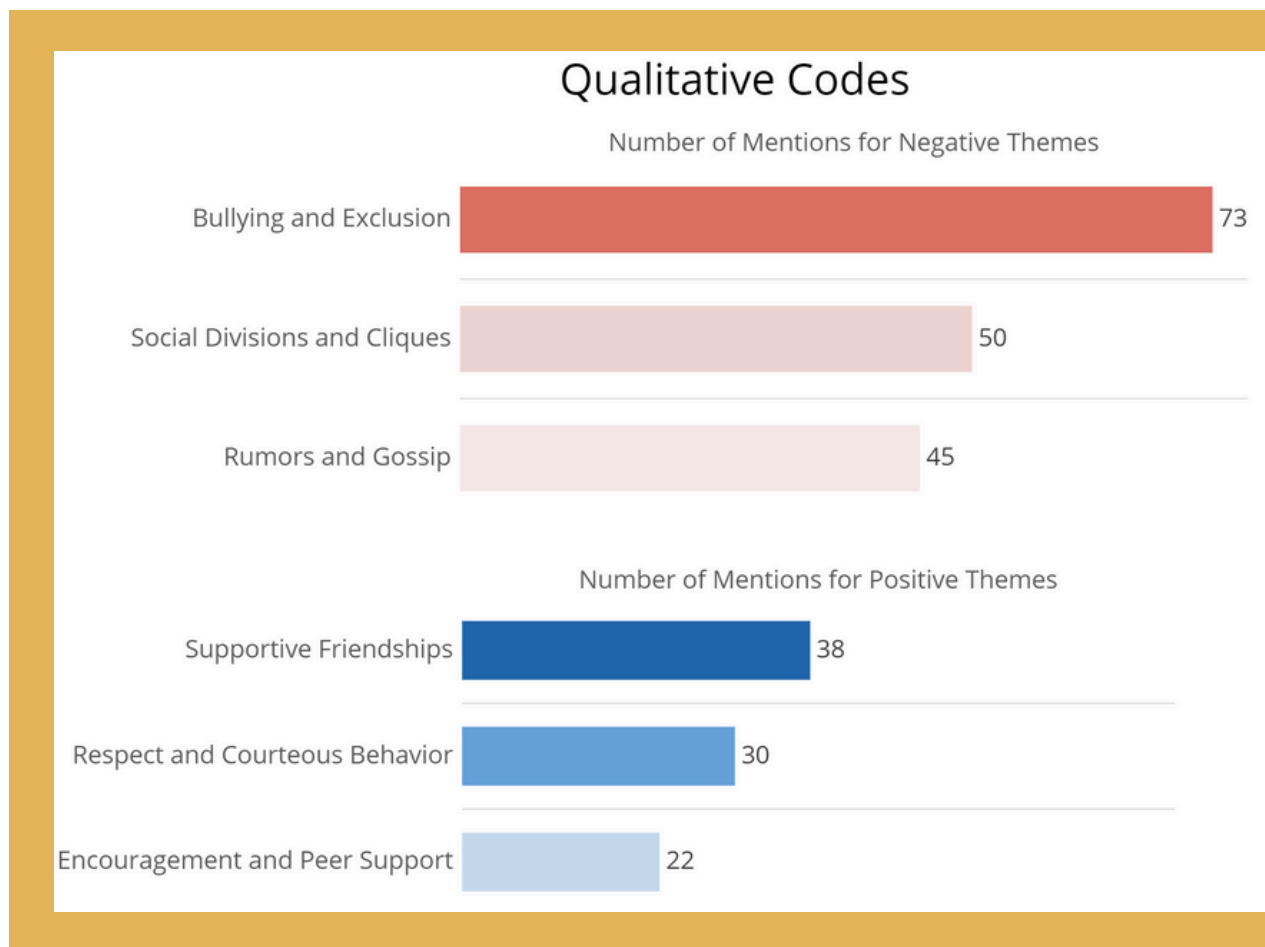 Qualitative Codes
Number of Mentions for Negative Themes
Bullying and Exclusion 73
Social Divisions and Cliques 50
Rumors and Gossip 45
Number of Mentions for Positive Themes
Supportive Friendships 38
Respect and Courteous Behavior 30
Encouragement and Peer Support 22